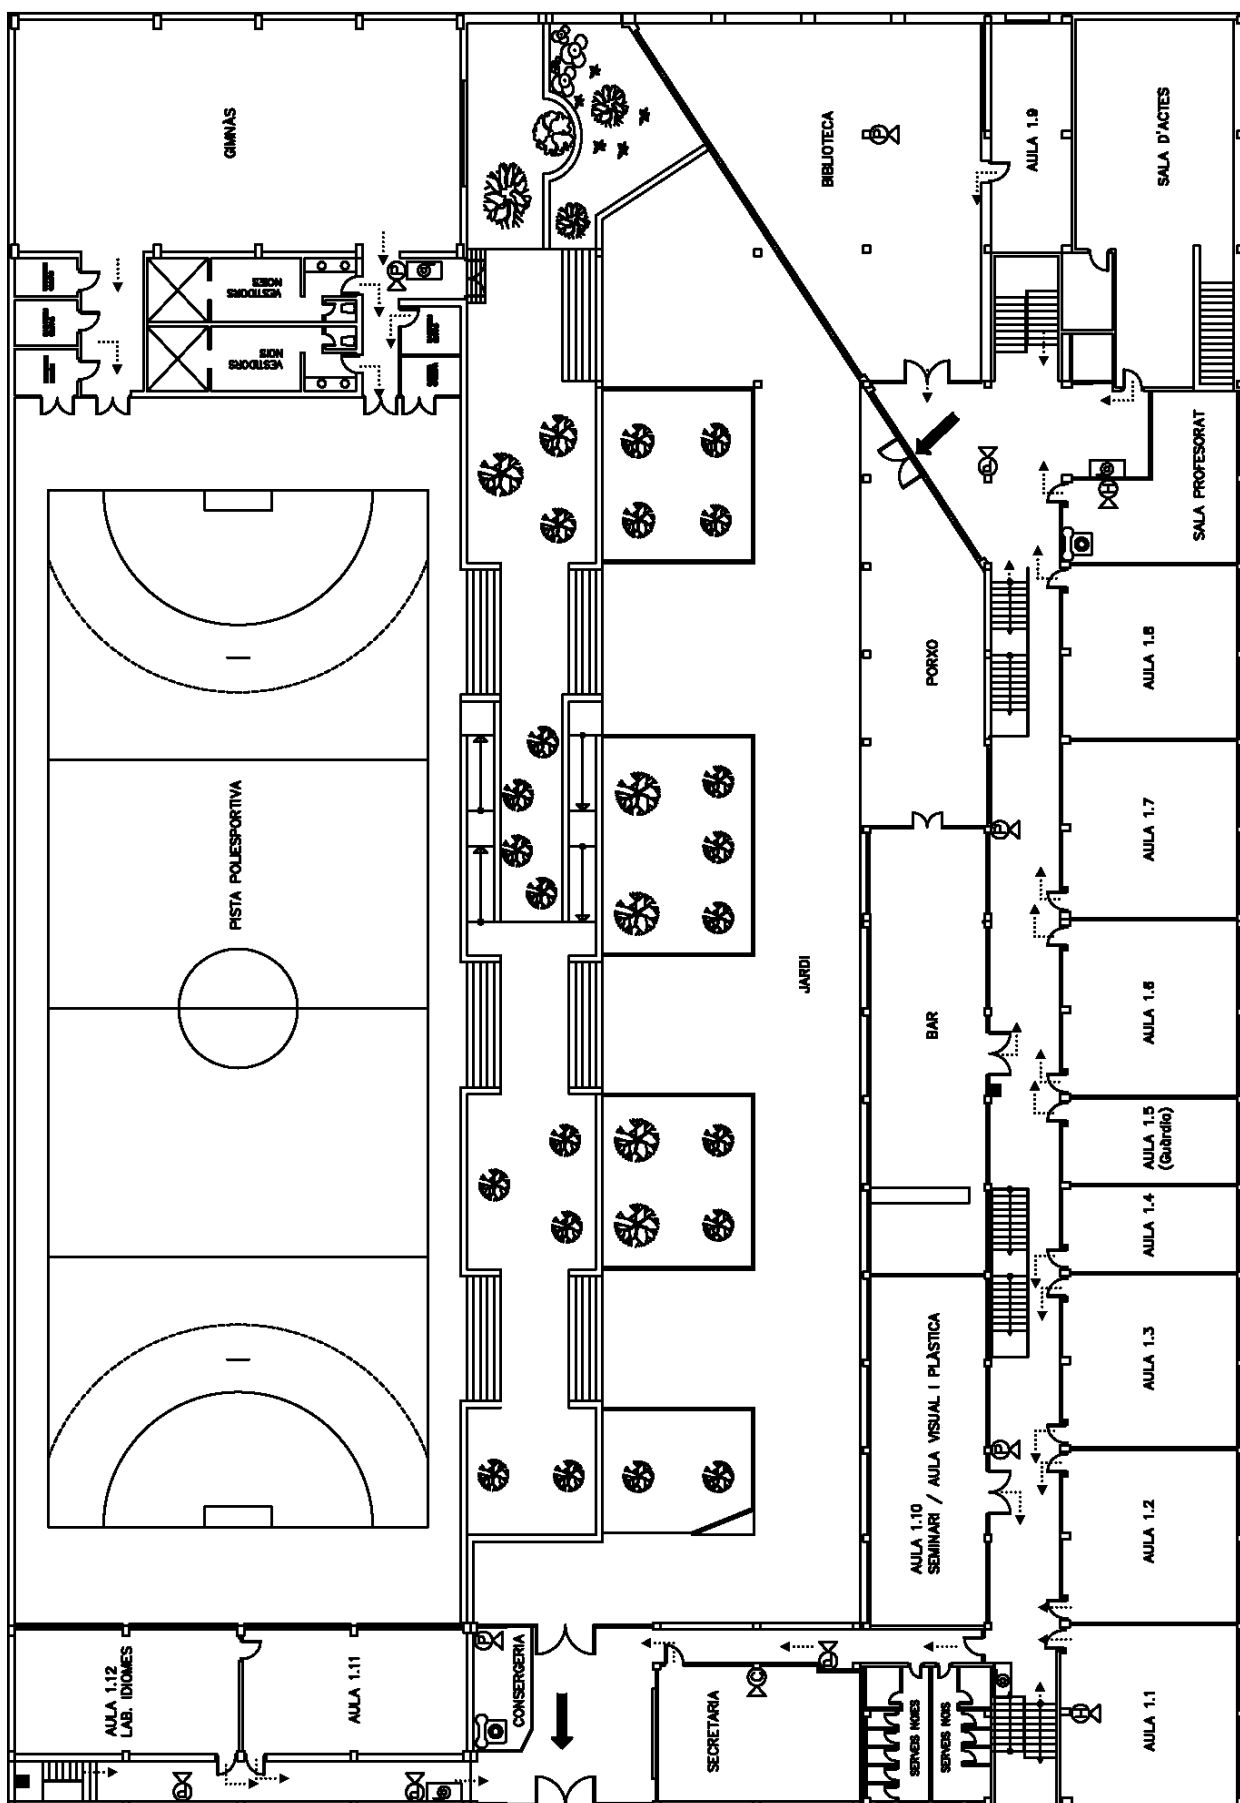 GIMNÀS
VESTIDORS
NOIES
VESTIDORS
NOIS
BIBLIOTECA
P
AULA 1.9
SALA D'ACTES
P
P
H
SALA PROFESORAT
PORXO
AULA 1.8
AULA 1.7
P
PISTA POLIESPORTIVA
JARDI
BAR
AULA 1.6
AULA 1.5
(Guàrdia)
AULA 1.4
AULA 1.3
AULA 1.10
SEMINARI / AULA VISUAL I PLÀSTICA
P
AULA 1.2
AULA 1.12
LAB. IDIOMES
AULA 1.11
CONSERGERIA
P
SECRETARIA
C
P
SERVEIS NOIES
SERVEIS NOIS
H
AULA 1.1
P
P